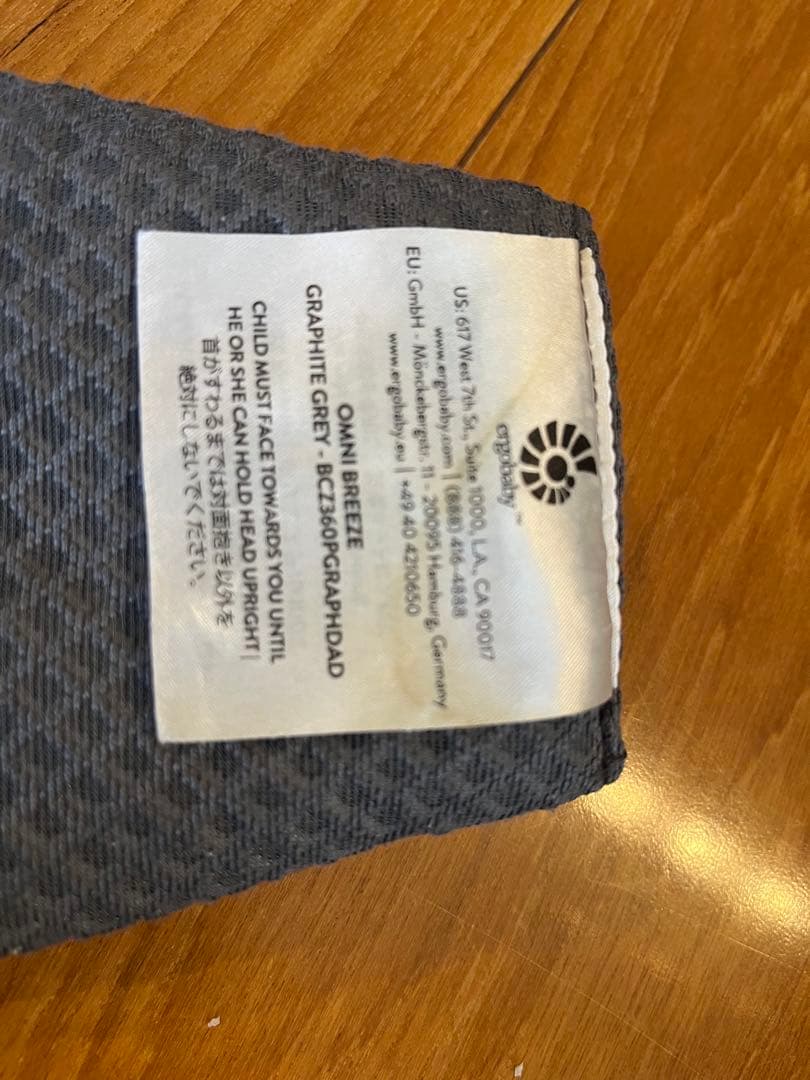 ergobaby™
US: 617 West 7th St., Suite 1000, L.A., CA 90017
www.ergobaby.com | (888) 416-4888
EU: GmbH - Mönckebergstr. 11 - 20095 Hamburg, Germany
www.ergobaby.eu | +49 40 4210650
OMNI BREEZE
GRAPHITE GREY - BCZ360PGRAPHDAD
CHILD MUST FACE TOWARDS YOU UNTIL
HE OR SHE CAN HOLD HEAD UPRIGHT |
首がすわるまでは対面抱き以外を
絶対にしないでください。